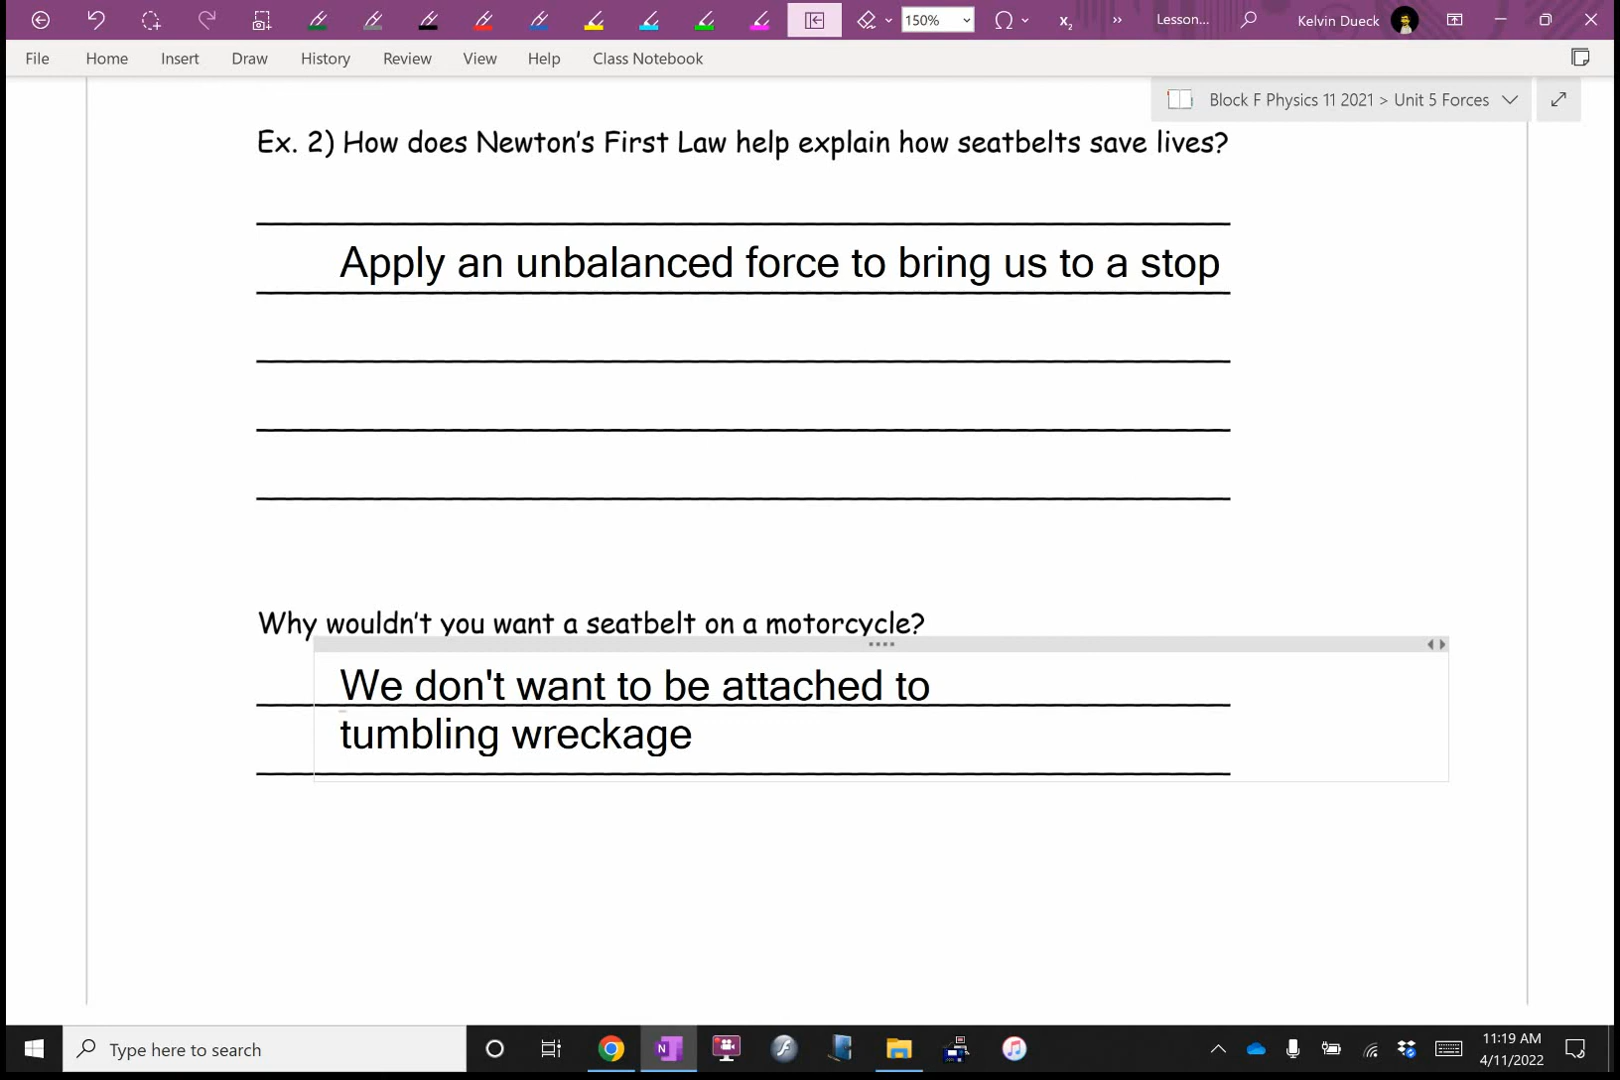 150%
Lesson...
Kelvin Dueck
File Home Insert Draw History Review View Help Class Notebook
Block F Physics 11 2021 > Unit 5 Forces
Ex. 2) How does Newton's First Law help explain how seatbelts save lives?
Apply an unbalanced force to bring us to a stop
Why wouldn't you want a seatbelt on a motorcycle?
We don't want to be attached to
tumbling wreckage
Type here to search
11:19 AM
4/11/2022